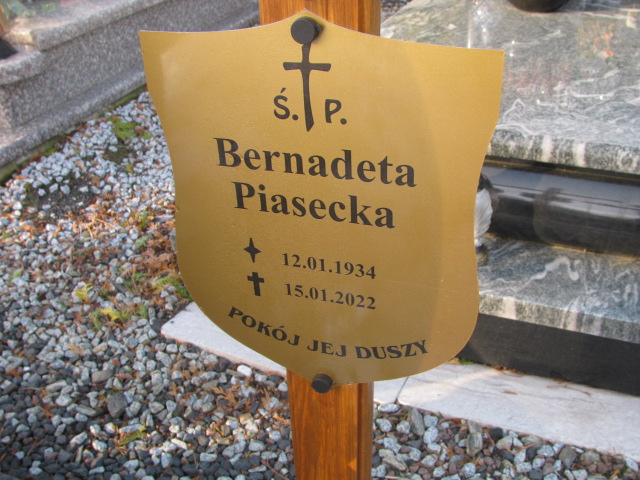 Ś. P.
Bernadeta
Piasecka
12.01.1934
15.01.2022
POKÓJ JEJ DUSZY